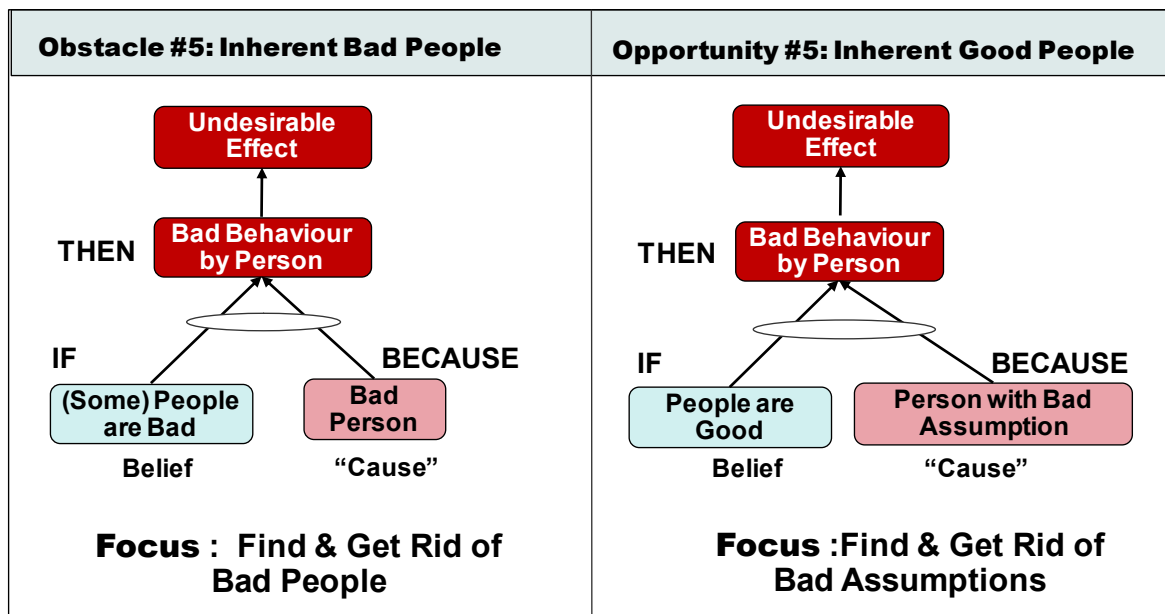 Obstacle #5: Inherent Bad People
Undesirable
Effect
THEN
Bad Behaviour
by Person
IF
BECAUSE
(Some) People
are Bad
Bad
Person
Belief
“Cause”
Focus : Find & Get Rid of
Bad People
Opportunity #5: Inherent Good People
Undesirable
Effect
THEN
Bad Behaviour
by Person
IF
BECAUSE
People are
Good
Person with Bad
Assumption
Belief
“Cause”
Focus :Find & Get Rid of
Bad Assumptions